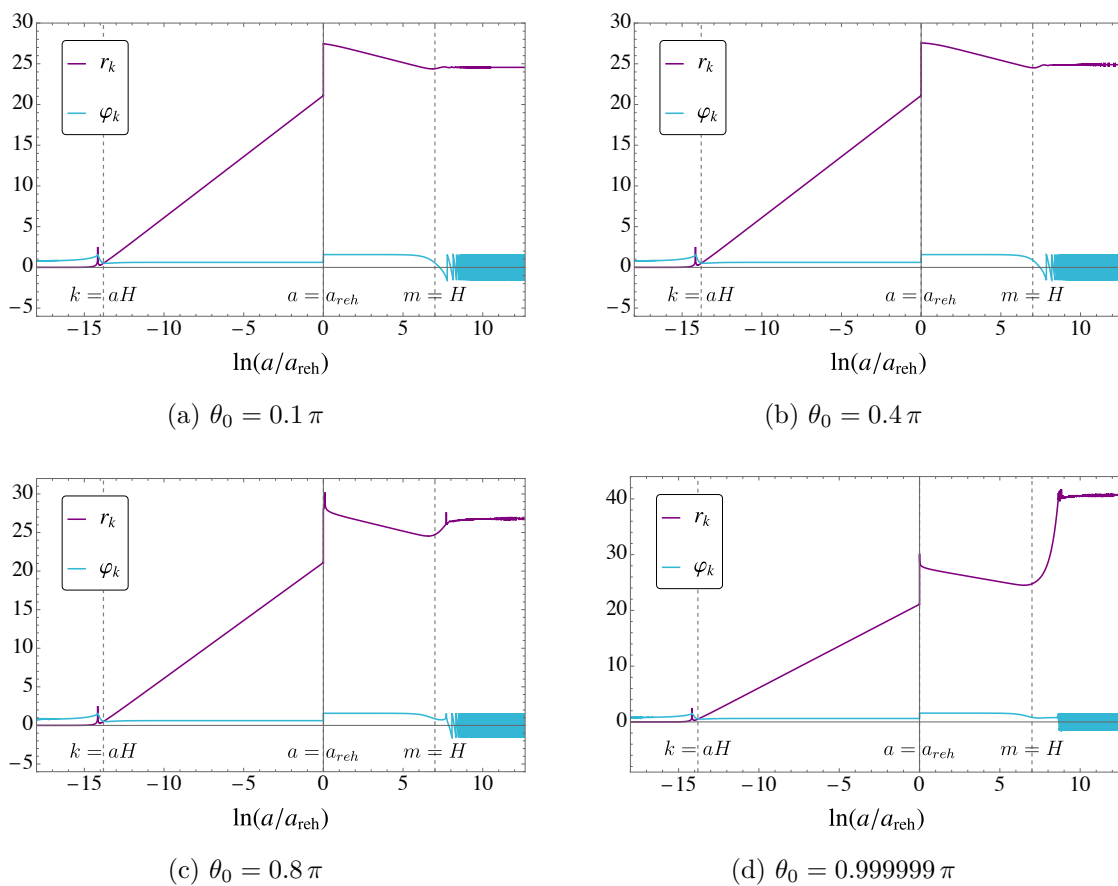 30
25
20
15
10
5
0
−5
r_k
φ_k
k = aH
a = a_reh
m = H
−15 −10 −5 0 5 10
ln(a/a_reh)
(a) θ_0 = 0.1 π
30
25
20
15
10
5
0
−5
r_k
φ_k
k = aH
a = a_reh
m = H
−15 −10 −5 0 5 10
ln(a/a_reh)
(b) θ_0 = 0.4 π
30
25
20
15
10
5
0
−5
r_k
φ_k
k = aH
a = a_reh
m = H
−15 −10 −5 0 5 10
ln(a/a_reh)
(c) θ_0 = 0.8 π
40
30
20
10
0
r_k
φ_k
k = aH
a = a_reh
m = H
−15 −10 −5 0 5 10
ln(a/a_reh)
(d) θ_0 = 0.999999 π